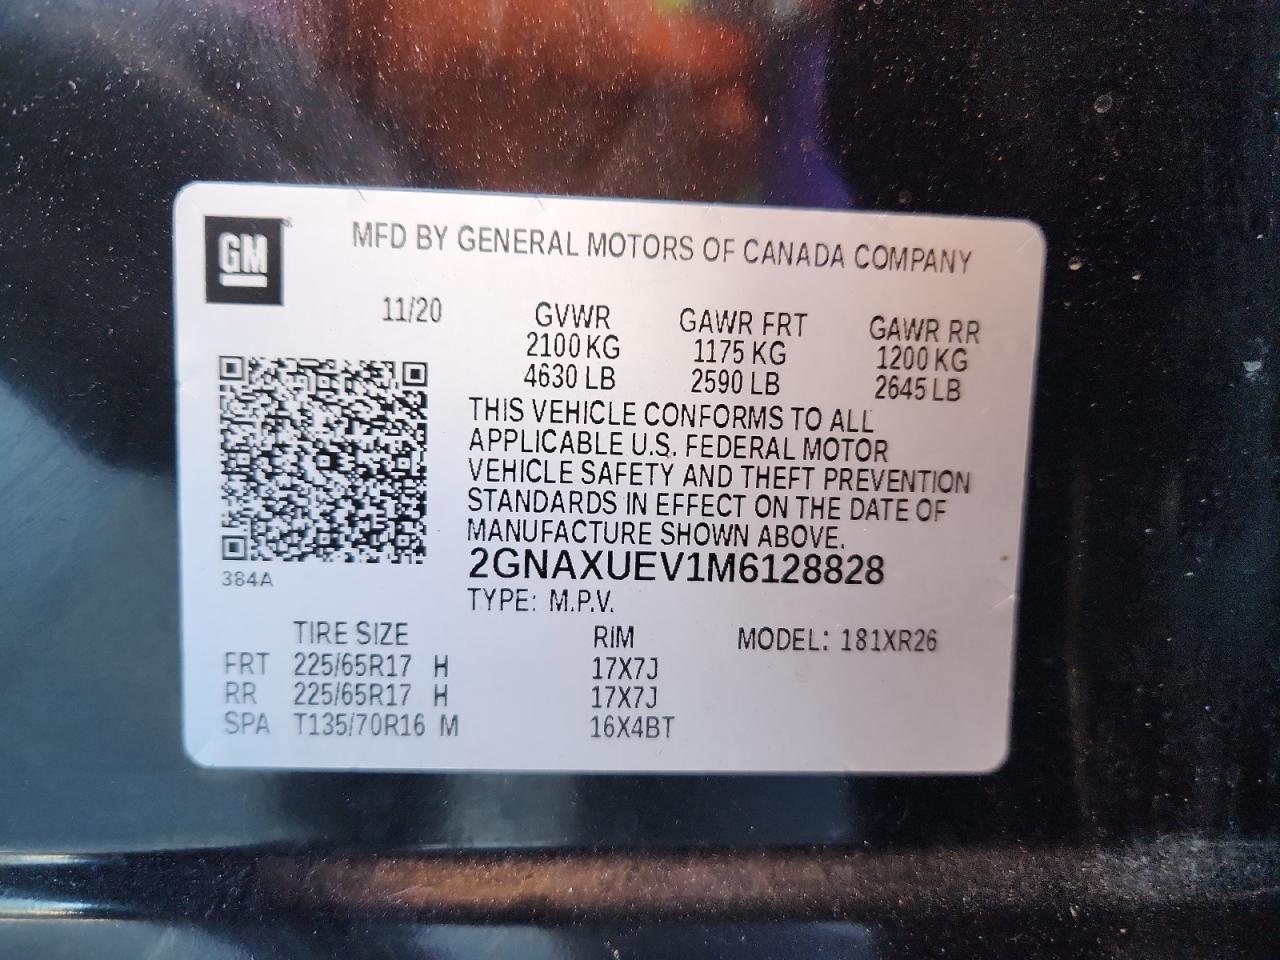 GM
MFD BY GENERAL MOTORS OF CANADA COMPANY
11/20 GVWR GAWR FRT GAWR RR
2100 KG 1175 KG 1200 KG
4630 LB 2590 LB 2645 LB
THIS VEHICLE CONFORMS TO ALL
APPLICABLE U.S. FEDERAL MOTOR
VEHICLE SAFETY AND THEFT PREVENTION
STANDARDS IN EFFECT ON THE DATE OF
MANUFACTURE SHOWN ABOVE.
2GNAXUEV1M6128828
384A
TYPE: M.P.V.
TIRE SIZE RIM MODEL: 181XR26
FRT 225/65R17 H 17X7J
RR 225/65R17 H 17X7J
SPA T135/70R16 M 16X4BT